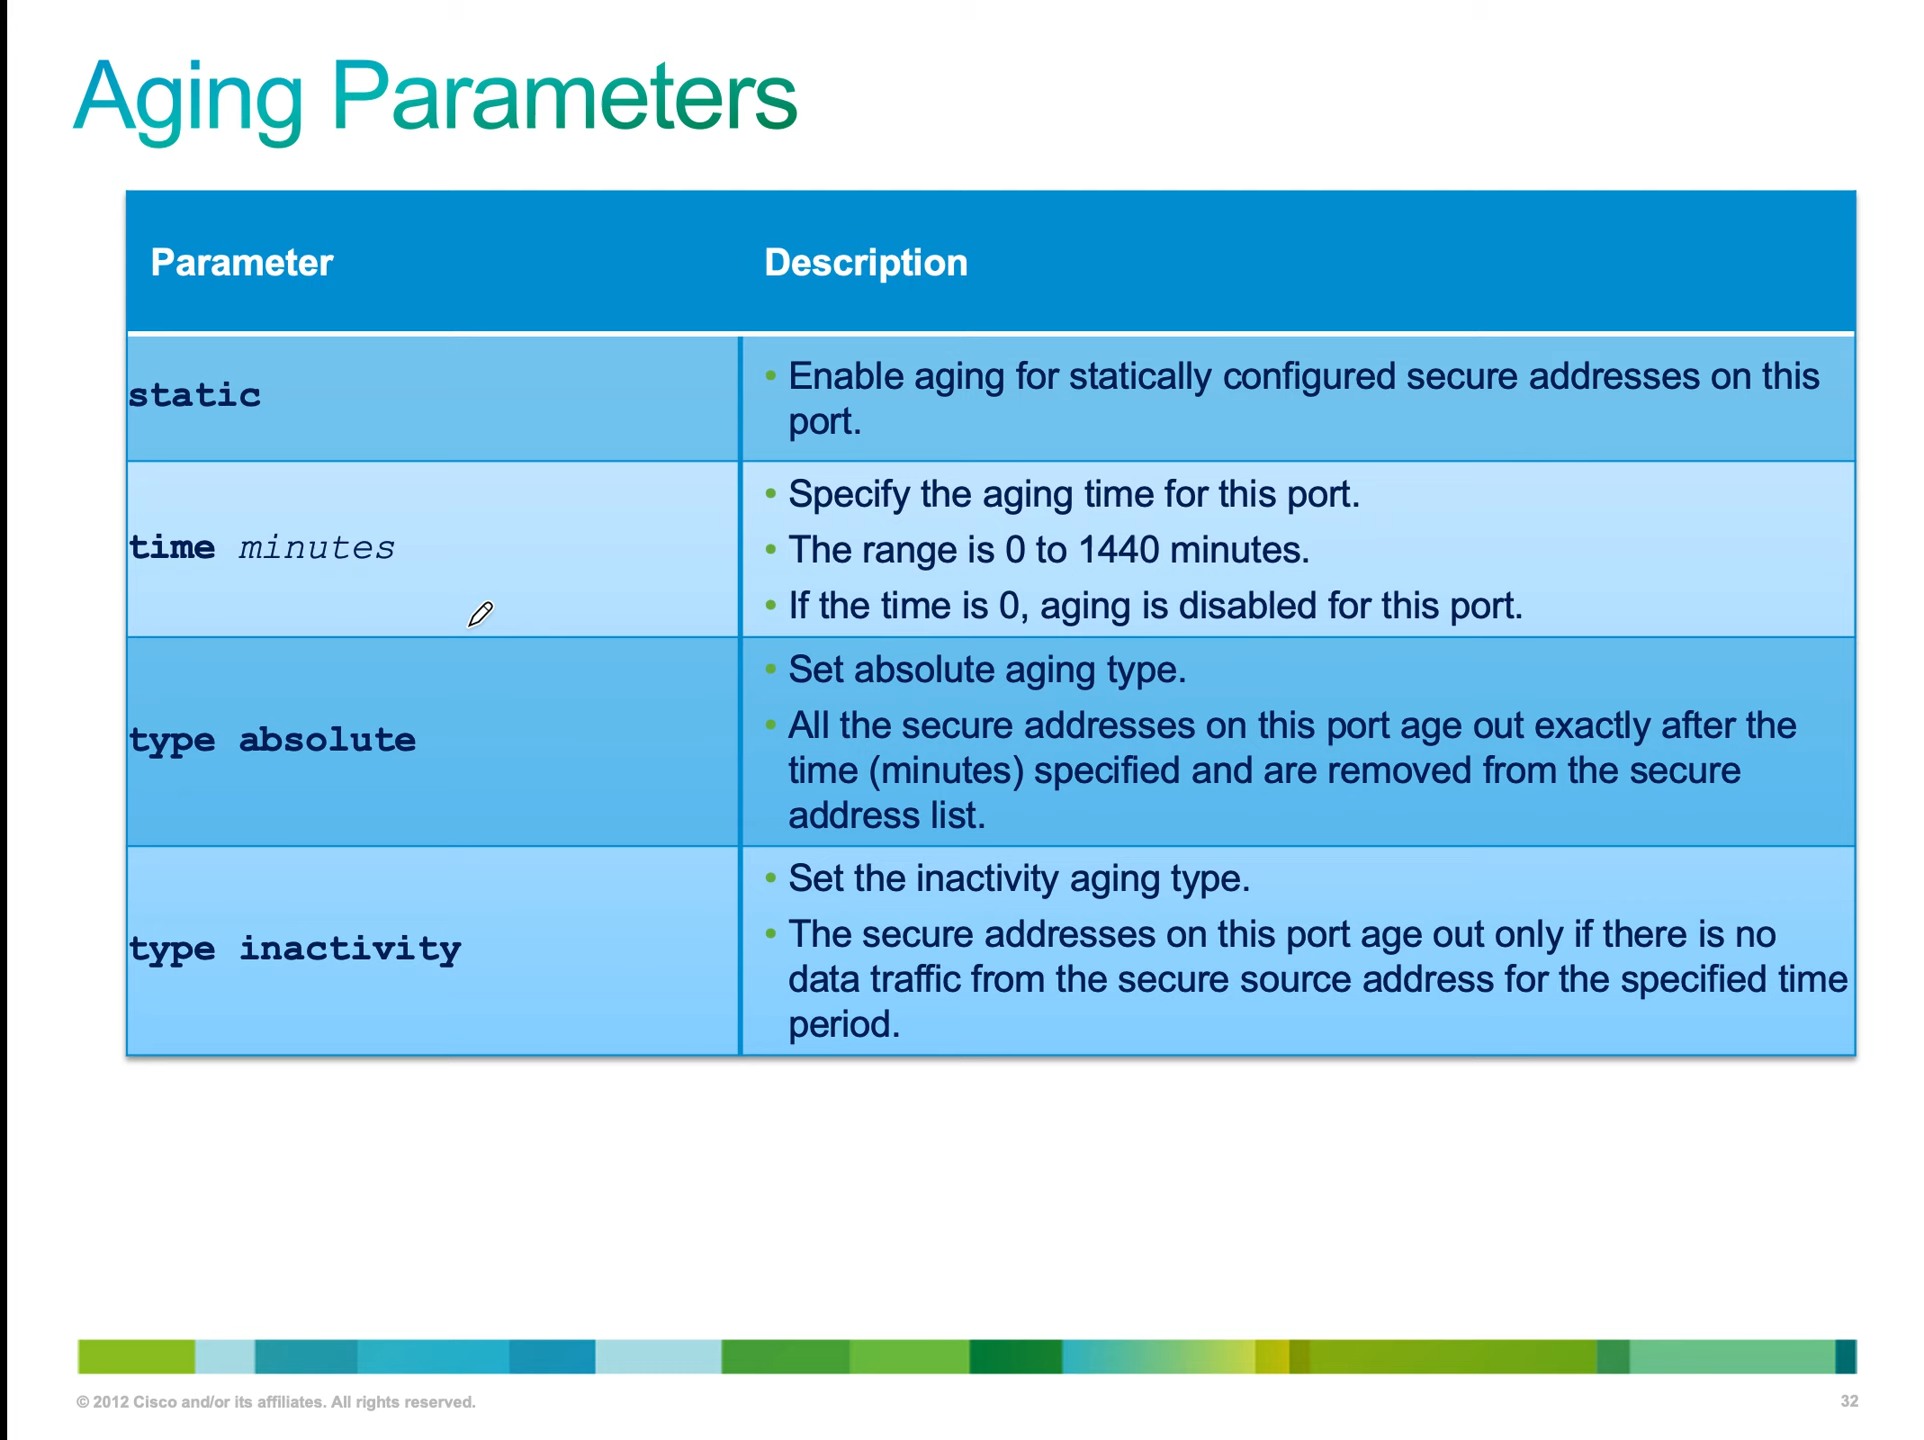 Aging Parameters
Parameter Description
static
• Enable aging for statically configured secure addresses on this
port.
time minutes
• Specify the aging time for this port.
• The range is 0 to 1440 minutes.
• If the time is 0, aging is disabled for this port.
type absolute
• Set absolute aging type.
• All the secure addresses on this port age out exactly after the
time (minutes) specified and are removed from the secure
address list.
type inactivity
• Set the inactivity aging type.
• The secure addresses on this port age out only if there is no
data traffic from the secure source address for the specified time
period.
© 2012 Cisco and/or its affiliates. All rights reserved. 32